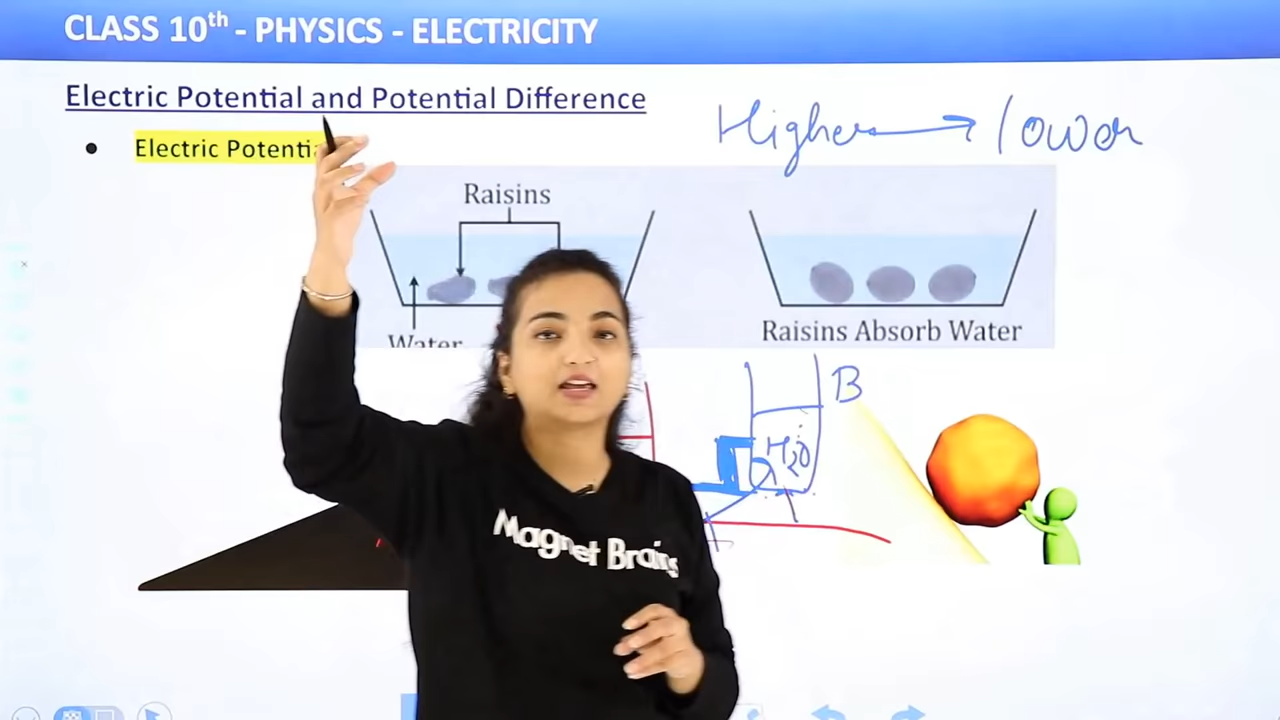 CLASS 10th - PHYSICS - ELECTRICITY
Electric Potential and Potential Difference
Higher → lower
• Electric Potential
Raisins
Water
Raisins Absorb Water
B
H2O
Magnet Brains